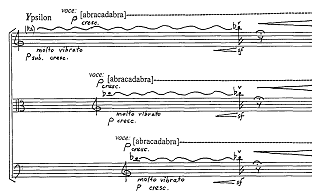 Ypsilon
voce: [abracadabra]
p cresc.
molto vibrato
p sub. cresc.
sf
voce: [abracadabra]
p cresc.
molto vibrato
p cresc.
sf
voce: [abracadabra]
p cresc.
molto vibrato
p cresc.
sf